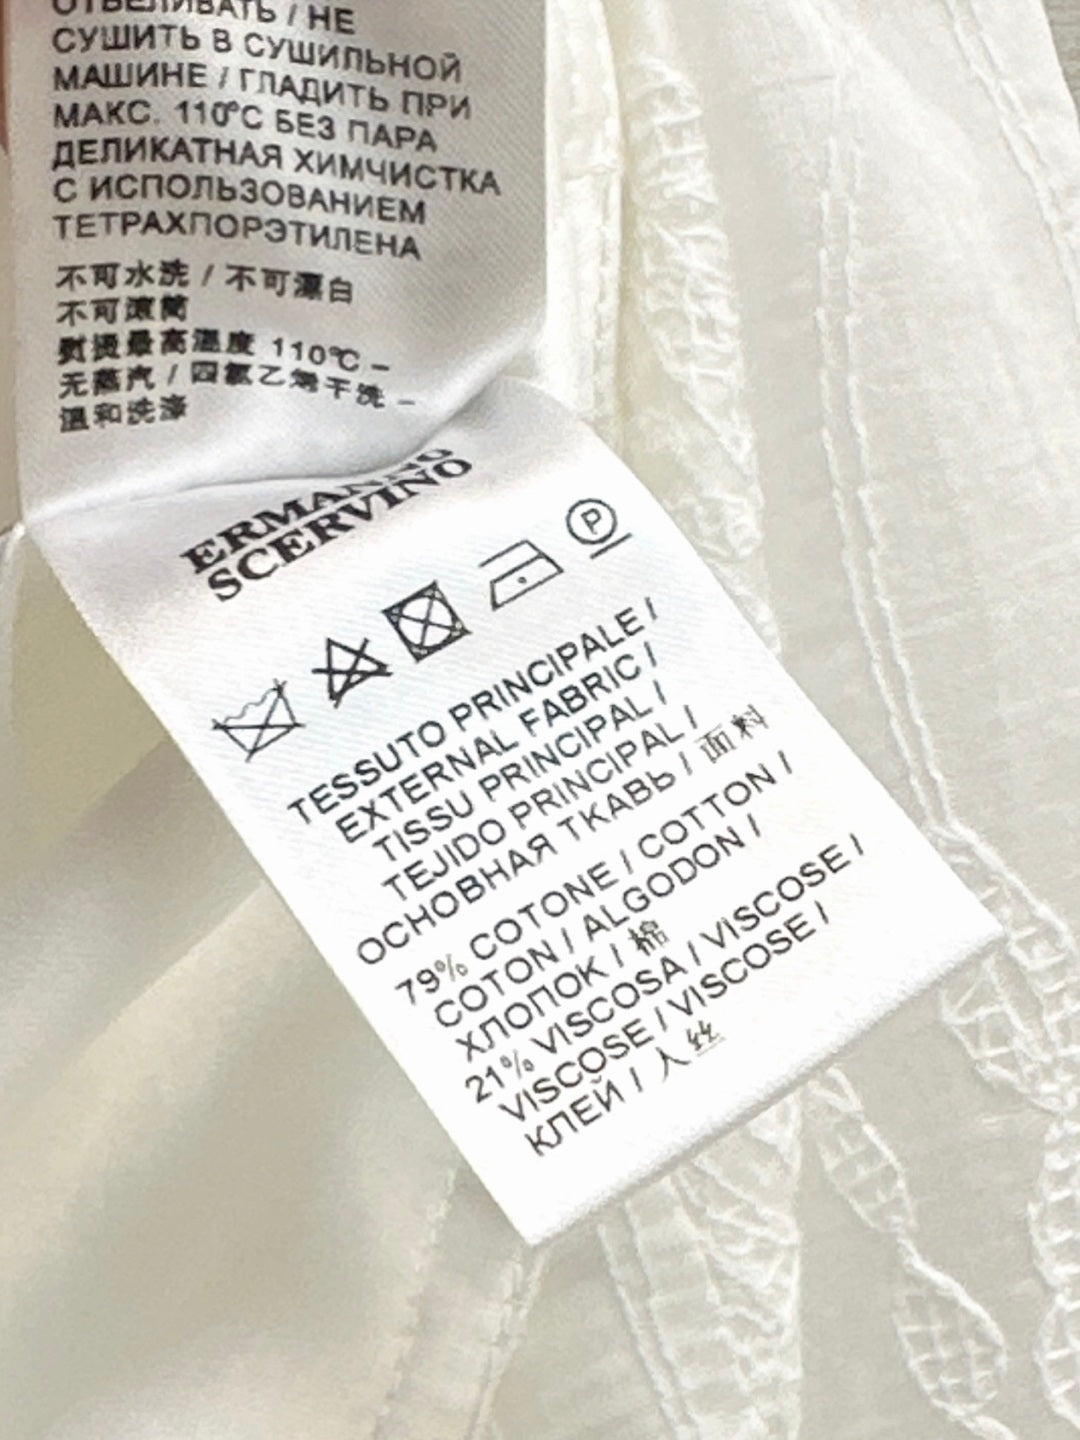 ОТБЕЛИВАТЬ / НЕ
СУШИТЬ В СУШИЛЬНОЙ
МАШИНЕ / ГЛАДИТЬ ПРИ
МАКС. 110°C БЕЗ ПАРА
ДЕЛИКАТНАЯ ХИМЧИСТКА
С ИСПОЛЬЗОВАНИЕМ
ТЕТРАХПОРЭТИЛЕНА
不可水洗 / 不可漂白
不可滚筒
熨烫最高温度 110°C –
无蒸汽 / 四氯乙烯干洗 –
温和洗涤
ERMANNO
SCERVINO
P
TESSUTO PRINCIPALE /
EXTERNAL FABRIC /
TISSU PRINCIPAL /
TEJIDO PRINCIPAL /
ОСНОВНАЯ ТКАВЬ / 面料
79% COTONE / COTTON /
COTON / ALGODON /
ХЛОПОК / 棉
21% VISCOSA / VISCOSE /
VISCOSE / VISCOSE /
КЛЕЙ / 人丝